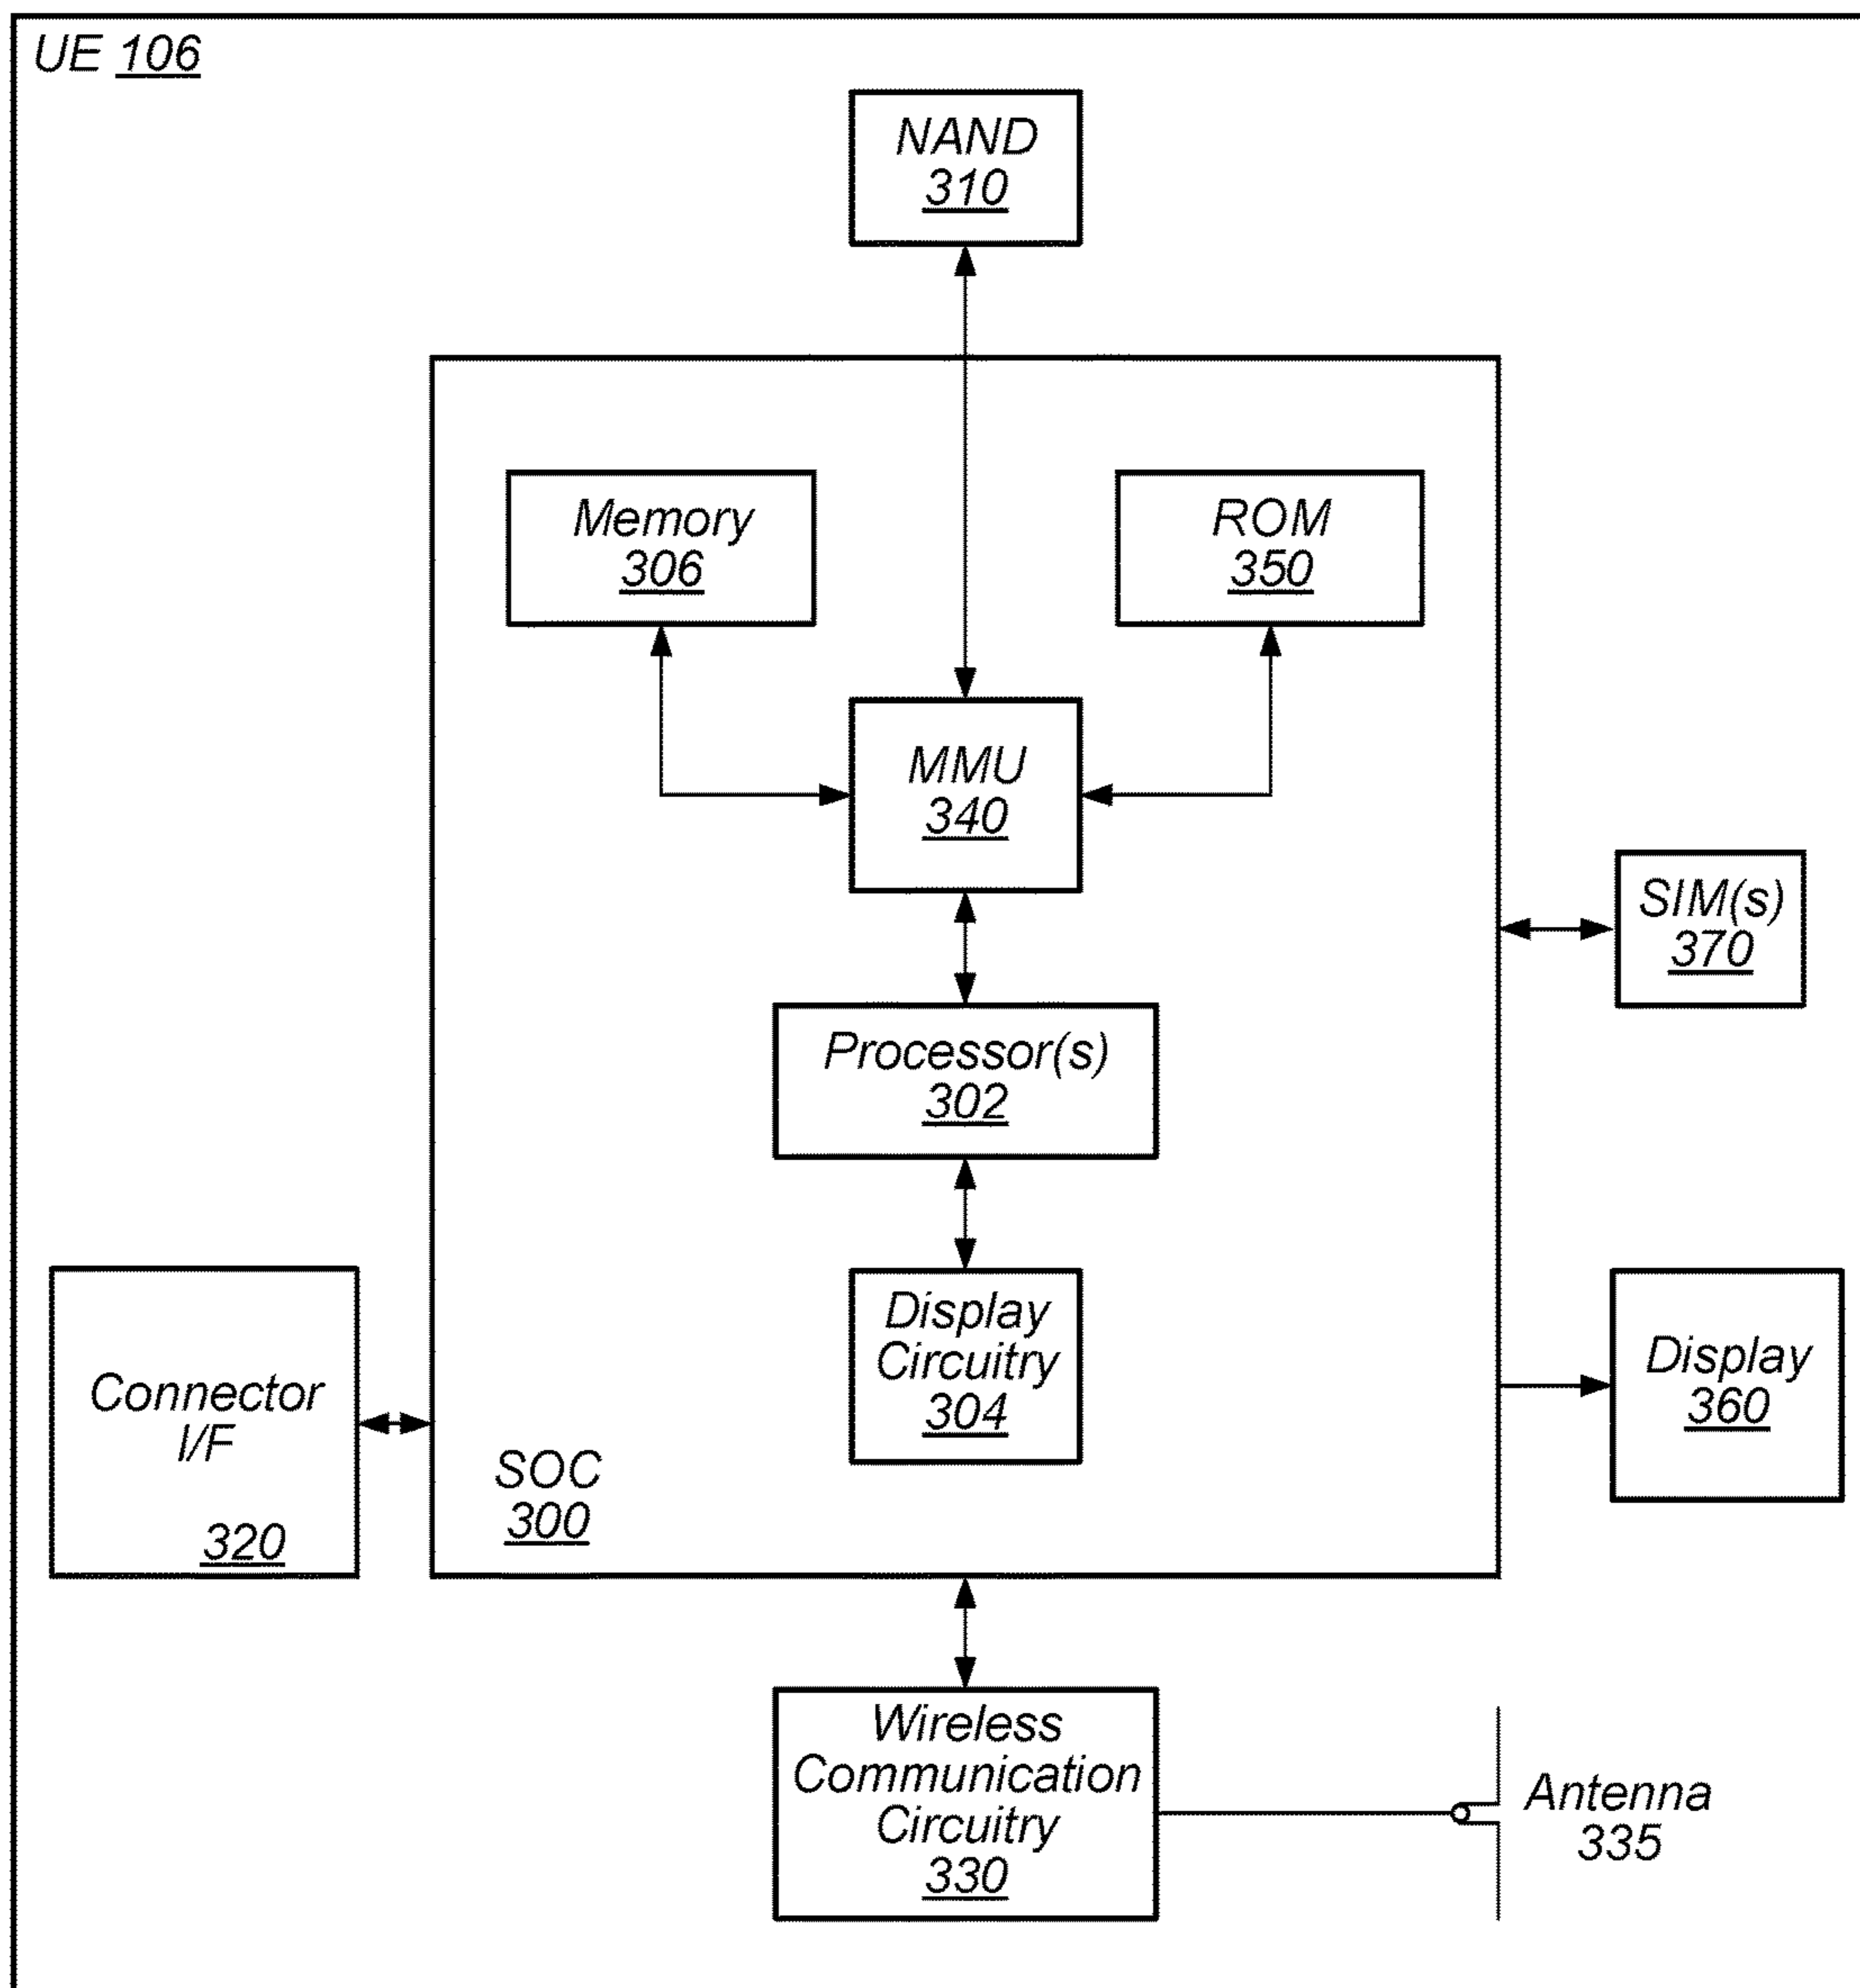 UE 106
NAND
310
Memory
306
ROM
350
MMU
340
SIM(s)
370
Processor(s)
302
Display
Circuitry
304
Connector
I/F
320
Display
360
SOC
300
Wireless
Communication
Circuitry
330
Antenna
335